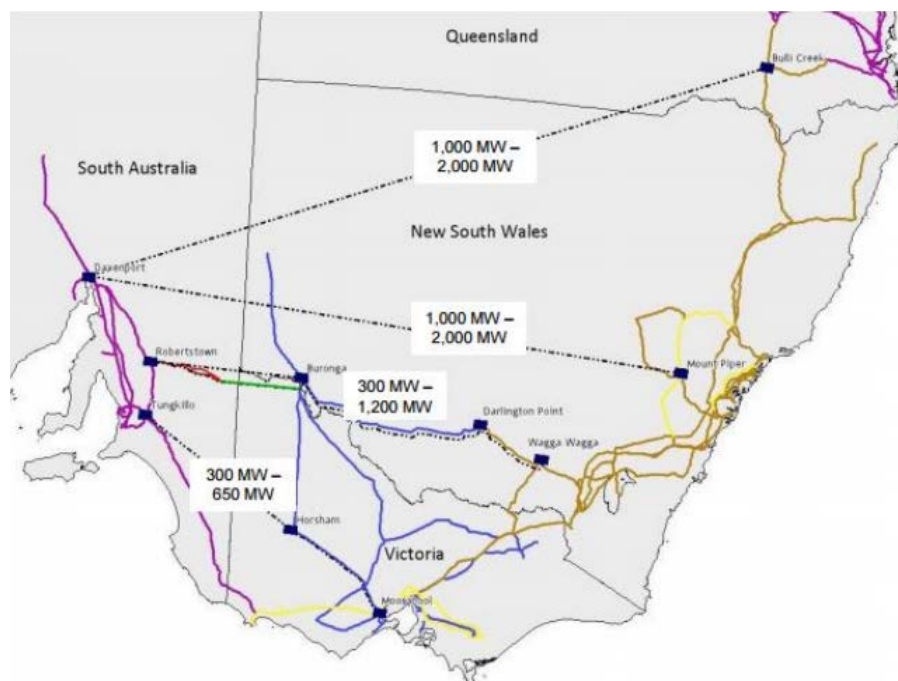 Queensland
Bulli Creek
1,000 MW –
2,000 MW
South Australia
New South Wales
Davenport
1,000 MW –
2,000 MW
Robertstown
Buronga
Mount Piper
300 MW –
1,200 MW
Tungkillo
Darlington Point
Wagga Wagga
300 MW –
650 MW
Horsham
Victoria